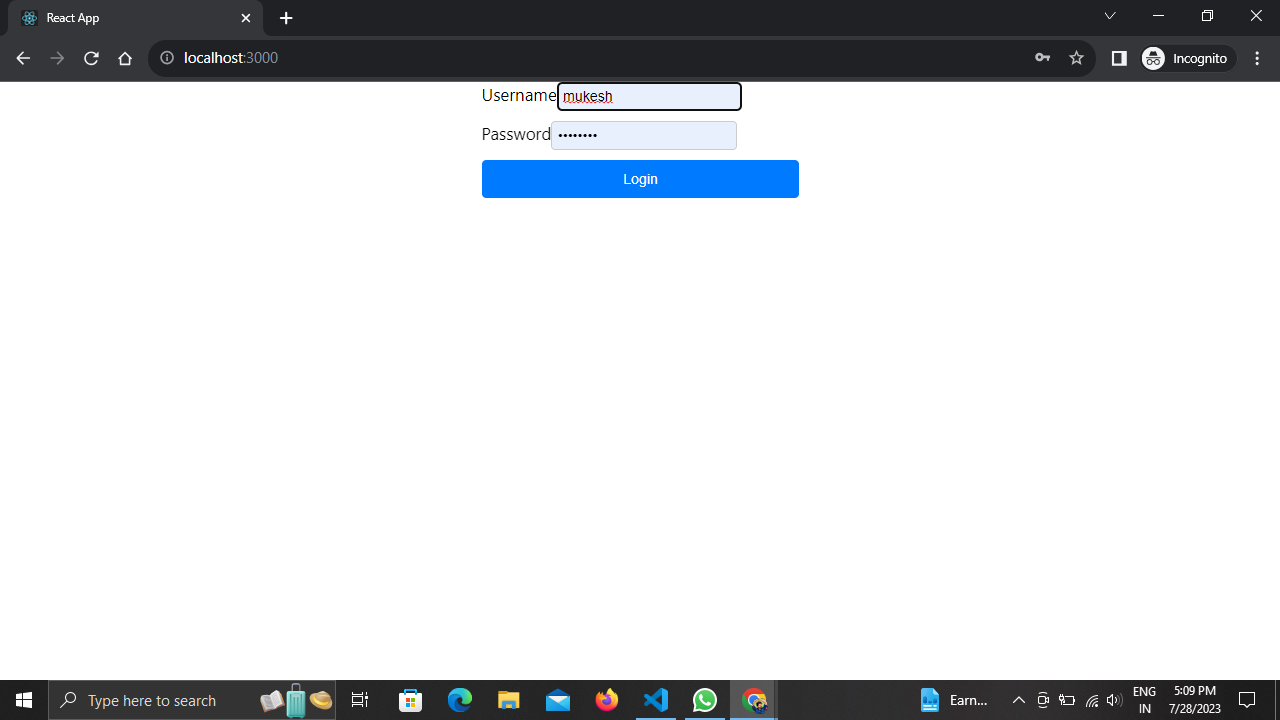 React App
localhost:3000
Incognito
Username mukesh
Password ••••••••
Login
Type here to search
Earn...
ENG
IN
5:09 PM
7/28/2023